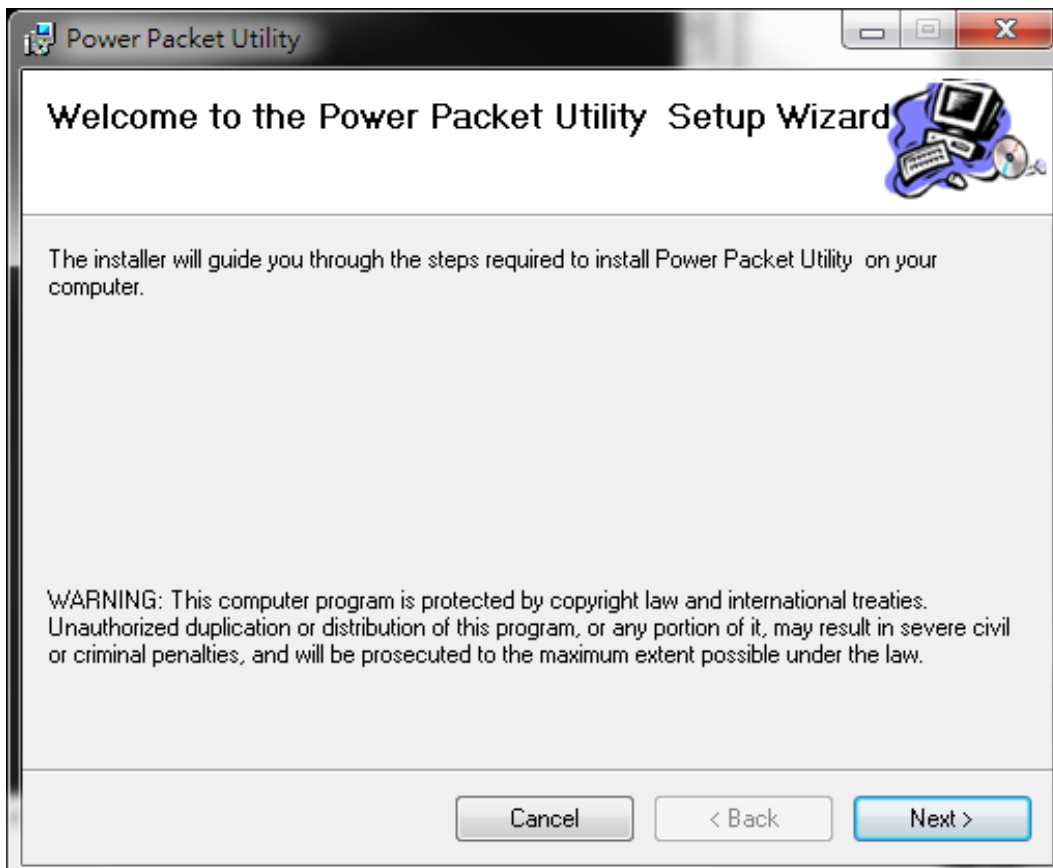 Power Packet Utility
Welcome to the Power Packet Utility  Setup Wizard
The installer will guide you through the steps required to install Power Packet Utility  on your
computer.
WARNING: This computer program is protected by copyright law and international treaties.
Unauthorized duplication or distribution of this program, or any portion of it, may result in severe civil
or criminal penalties, and will be prosecuted to the maximum extent possible under the law.
Cancel
< Back
Next >